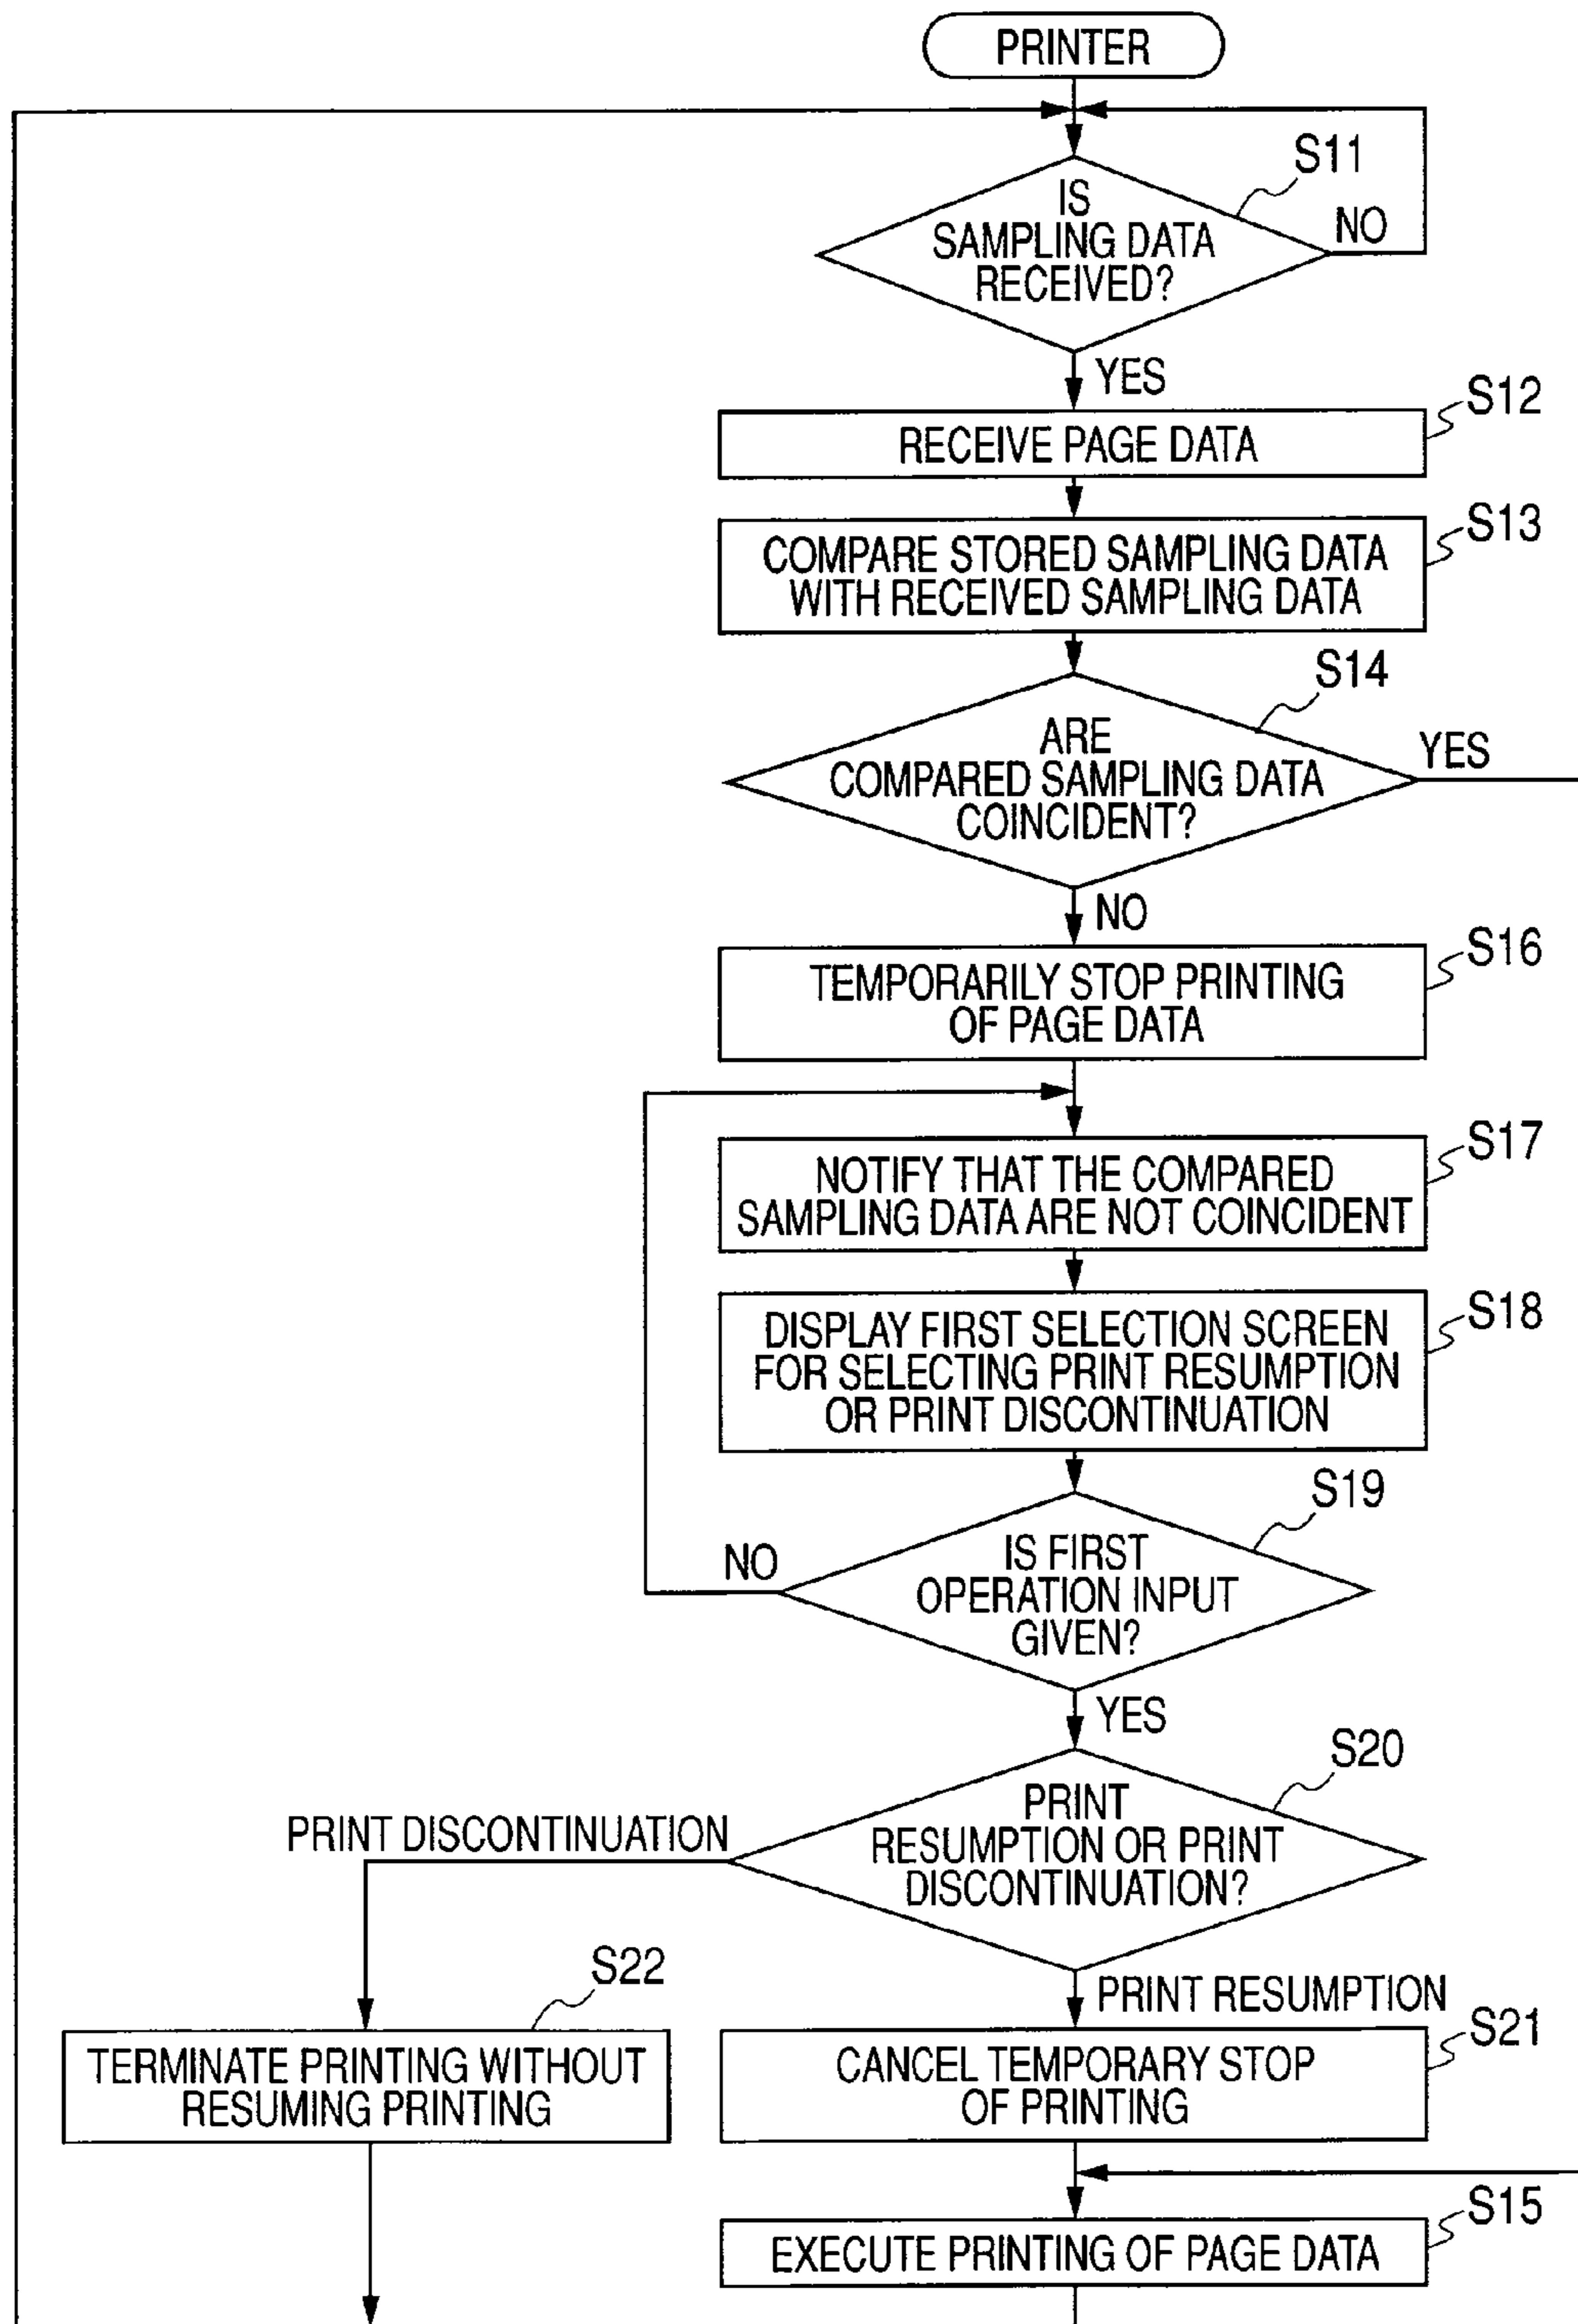 PRINTER
S11
IS
SAMPLING DATA
RECEIVED?
NO
YES
S12
RECEIVE PAGE DATA
S13
COMPARE STORED SAMPLING DATA
WITH RECEIVED SAMPLING DATA
S14
ARE
COMPARED SAMPLING DATA
COINCIDENT?
YES
NO
S16
TEMPORARILY STOP PRINTING
OF PAGE DATA
S17
NOTIFY THAT THE COMPARED
SAMPLING DATA ARE NOT COINCIDENT
S18
DISPLAY FIRST SELECTION SCREEN
FOR SELECTING PRINT RESUMPTION
OR PRINT DISCONTINUATION
S19
IS FIRST
OPERATION INPUT
GIVEN?
NO
YES
S20
PRINT
RESUMPTION OR PRINT
DISCONTINUATION?
PRINT DISCONTINUATION
PRINT RESUMPTION
S22
TERMINATE PRINTING WITHOUT
RESUMING PRINTING
S21
CANCEL TEMPORARY STOP
OF PRINTING
S15
EXECUTE PRINTING OF PAGE DATA